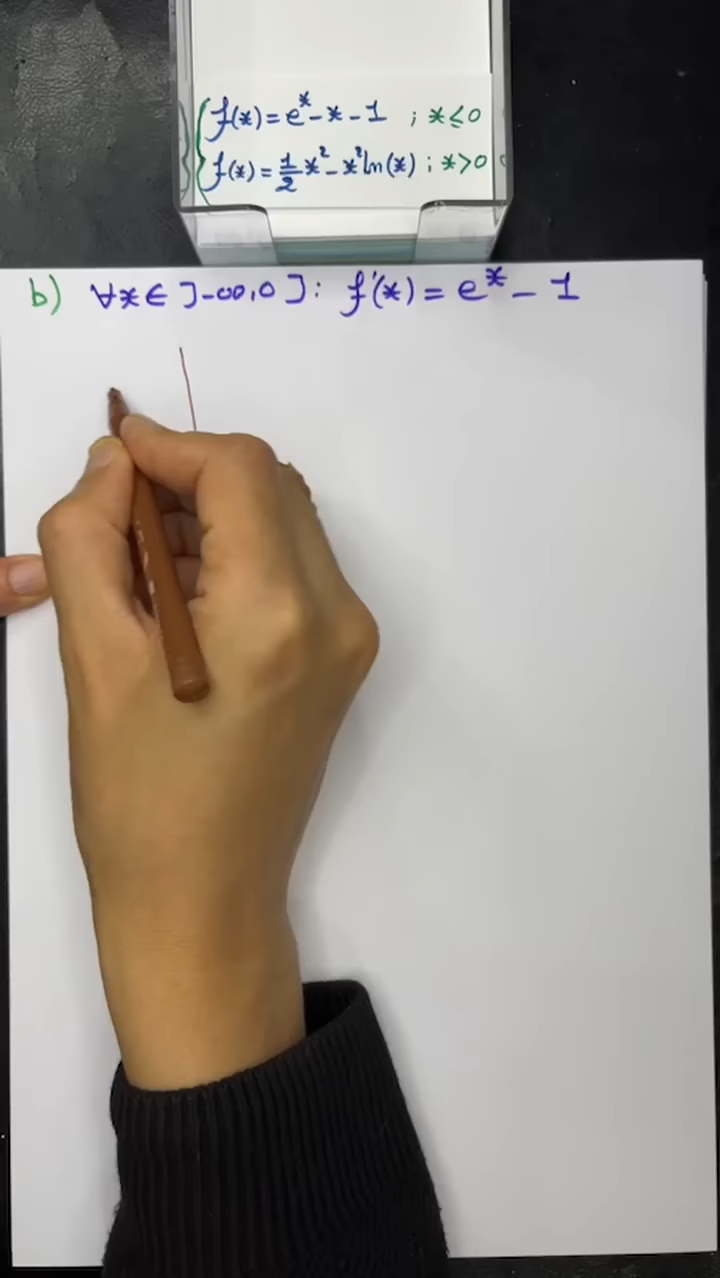 f(x) = e^x - x - 1 ; x ≤ 0
f(x) = 1/2 x² - x² ln(x) ; x > 0
b) ∀x ∈ ]-∞, 0] : f'(x) = e^x - 1